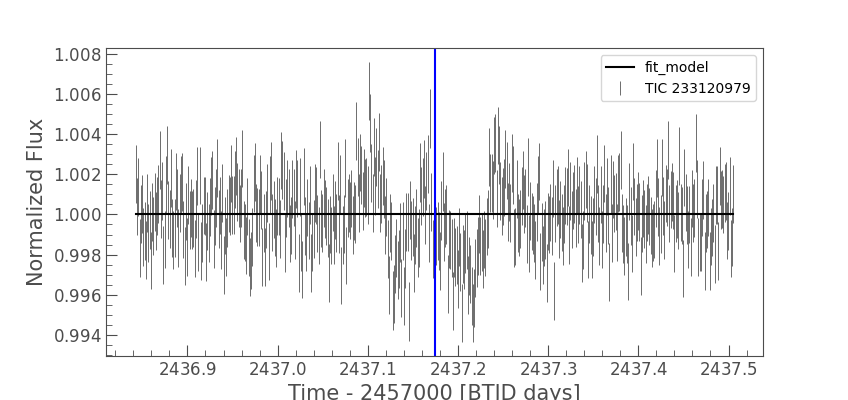 1.008
1.006
1.004
1.002
1.000
0.998
0.996
0.994
Normalized Flux
fit_model
TIC 233120979
2436.9 2437.0 2437.1 2437.2 2437.3 2437.4 2437.5
Time - 2457000 [BTJD days]